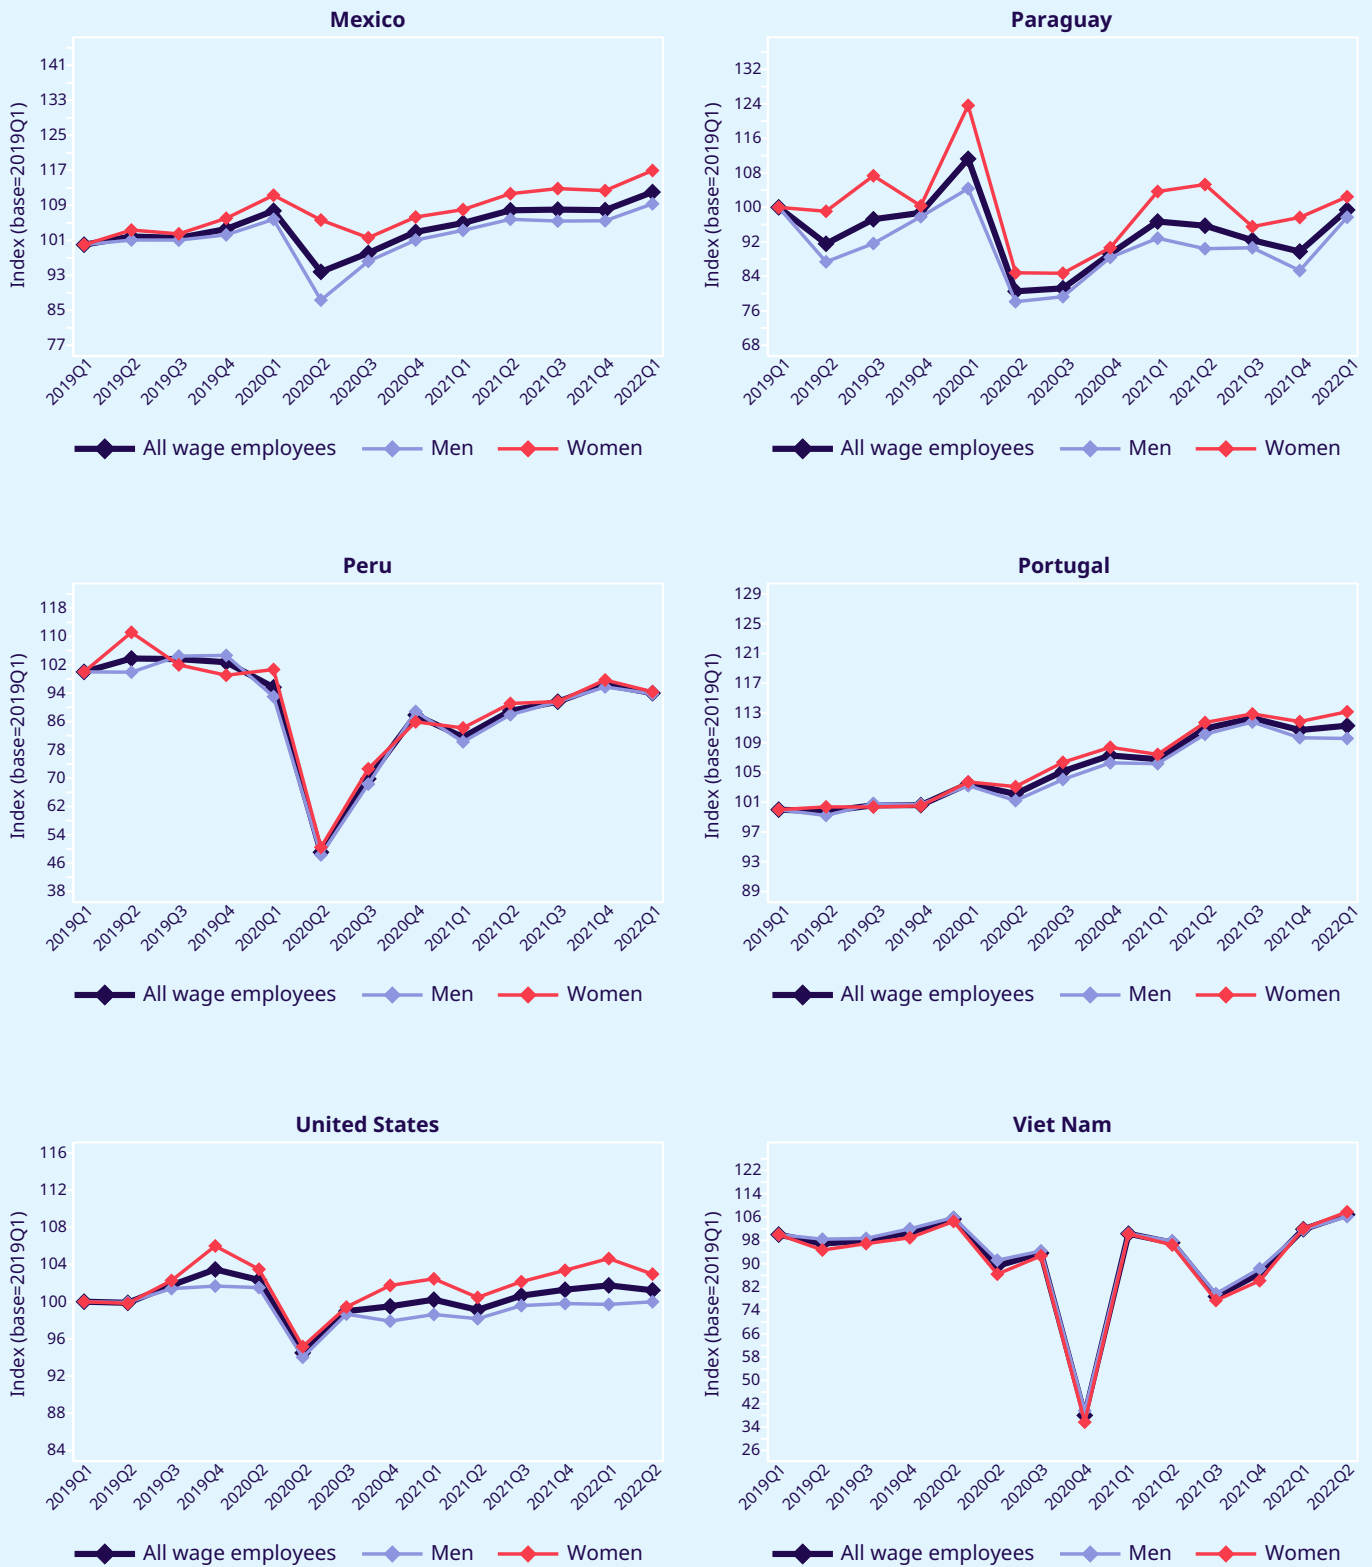 Mexico
Index (base=2019Q1)
141
133
125
117
109
101
93
85
77
2019Q1 2019Q2 2019Q3 2019Q4 2020Q1 2020Q2 2020Q3 2020Q4 2021Q1 2021Q2 2021Q3 2021Q4 2022Q1
All wage employees Men Women
Paraguay
Index (base=2019Q1)
132
124
116
108
100
92
84
76
68
2019Q1 2019Q2 2019Q3 2019Q4 2020Q1 2020Q2 2020Q3 2020Q4 2021Q1 2021Q2 2021Q3 2021Q4 2022Q1
All wage employees Men Women
Peru
Index (base=2019Q1)
118
110
102
94
86
78
70
62
54
46
38
2019Q1 2019Q2 2019Q3 2019Q4 2020Q1 2020Q2 2020Q3 2020Q4 2021Q1 2021Q2 2021Q3 2021Q4 2022Q1
All wage employees Men Women
Portugal
Index (base=2019Q1)
129
125
121
117
113
109
105
101
97
93
89
2019Q1 2019Q2 2019Q3 2019Q4 2020Q1 2020Q2 2020Q3 2020Q4 2021Q1 2021Q2 2021Q3 2021Q4 2022Q1
All wage employees Men Women
United States
Index (base=2019Q1)
116
112
108
104
100
96
92
88
84
2019Q1 2019Q2 2019Q3 2019Q4 2020Q2 2020Q2 2020Q3 2020Q4 2021Q1 2021Q2 2021Q3 2021Q4 2022Q1 2022Q2
All wage employees Men Women
Viet Nam
Index (base=2019Q1)
122
114
106
98
90
82
74
66
58
50
42
34
26
2019Q1 2019Q2 2019Q3 2019Q4 2020Q2 2020Q2 2020Q3 2020Q4 2021Q1 2021Q2 2021Q3 2021Q4 2022Q1 2022Q2
All wage employees Men Women